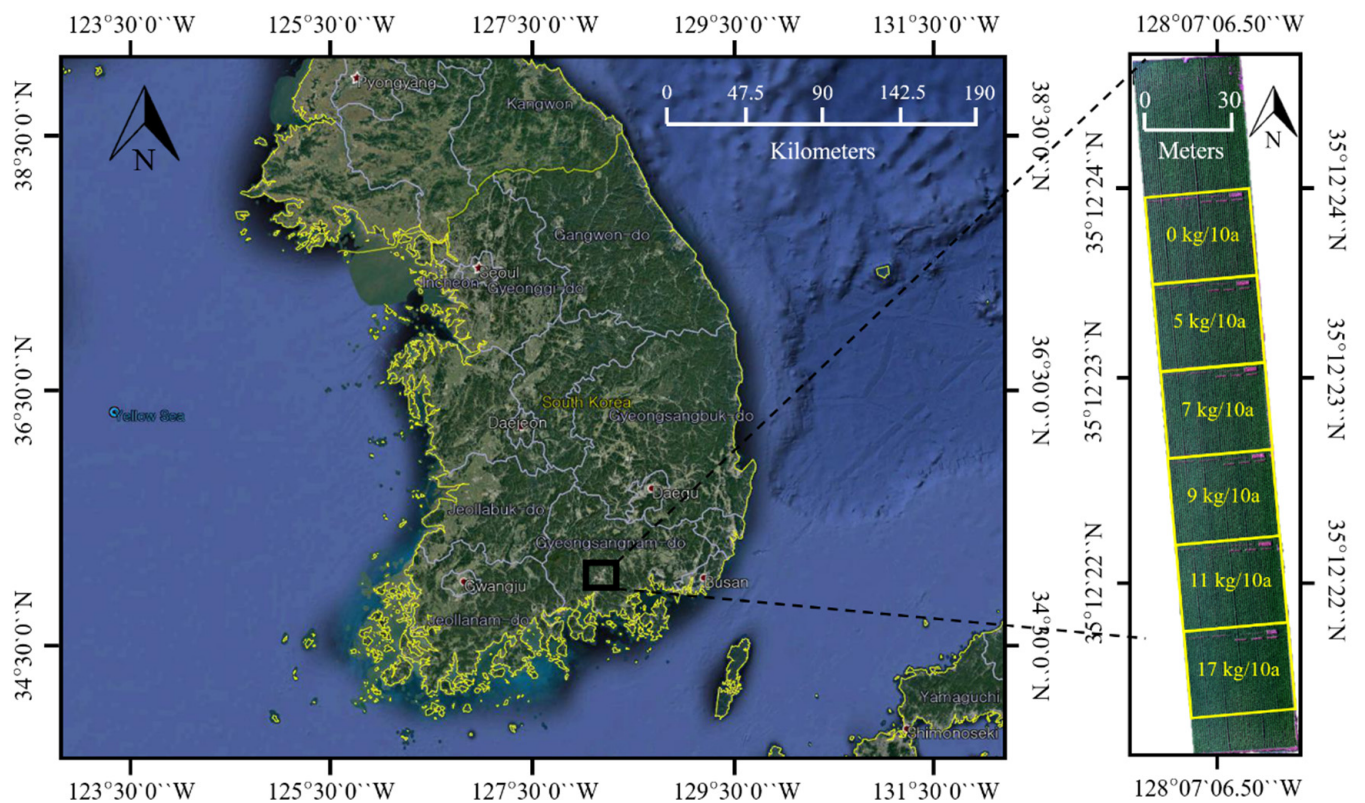 123°30'0``W 125°30'0``W 127°30'0``W 129°30'0``W 131°30'0``W
Pyongyang
Kangwon
0 47.5 90 142.5 190
Kilometers
N
38°30'0``N
38°30'0``N
Gangwon-do
Seoul
Incheon
Gyeonggi-do
39°30'0``N
36°30'0``N
Yellow Sea
South Korea
Gyeongsangbuk-do
Daejeon
Daegu
Jeollabuk-do
Gyeongsangnam-do
Gwangju
Busan
Jeollanam-do
34°30'0``N
34°30'0``N
Yamaguchi
Shimonoseki
123°30'0``W 125°30'0``W 127°30'0``W 129°30'0``W 131°30'0``W
128°07'06.50``W
0 30
Meters
N
35°12'24``N
35°12'24``N
0 kg/10a
5 kg/10a
35°12'23``N
35°12'23``N
7 kg/10a
9 kg/10a
35°12'22``N
35°12'22``N
11 kg/10a
17 kg/10a
128°07'06.50``W